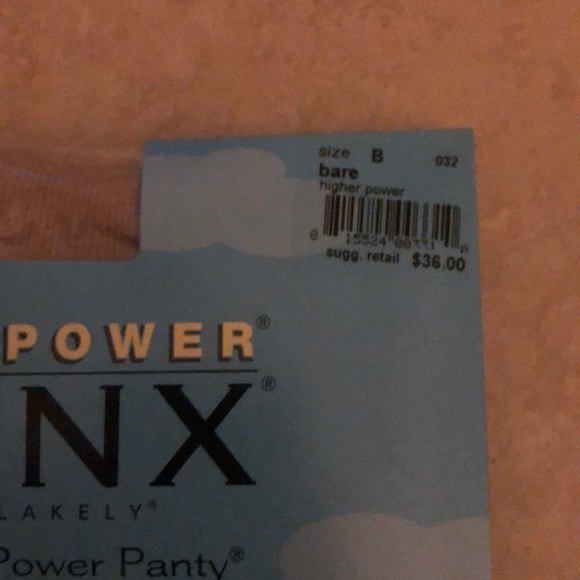 size B 032
bare
higher power
sugg. retail $36.00
POWER®
NX®
LAKELY®
Power Panty®